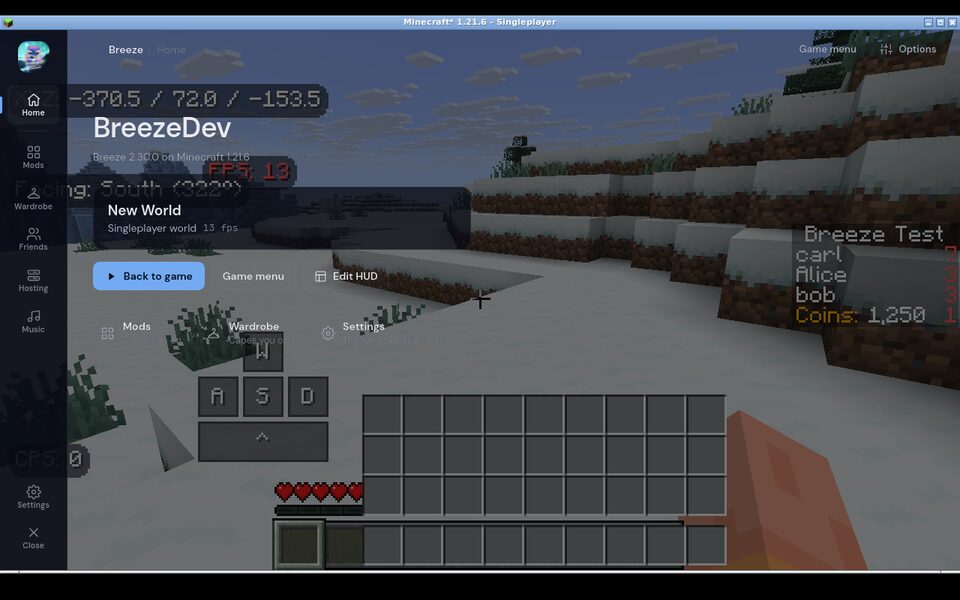 Minecraft* 1.21.6 - Singleplayer
Breeze / Home
Game menu
Options
-370.5 / 72.0 / -153.5
Home
BreezeDev
Breeze 2.30.0 on Minecraft 1.21.6
FPS: 13
Mods
Facing: South (322°)
Wardrobe
New World
Singleplayer world 13 fps
Friends
Breeze Test
carl
Alice
bob
Coins: 1,250
Back to game
Game menu
Edit HUD
Hosting
Music
Mods
Wardrobe
Capes you o
Settings
W
A S D
^
CPS: 0
Settings
Close